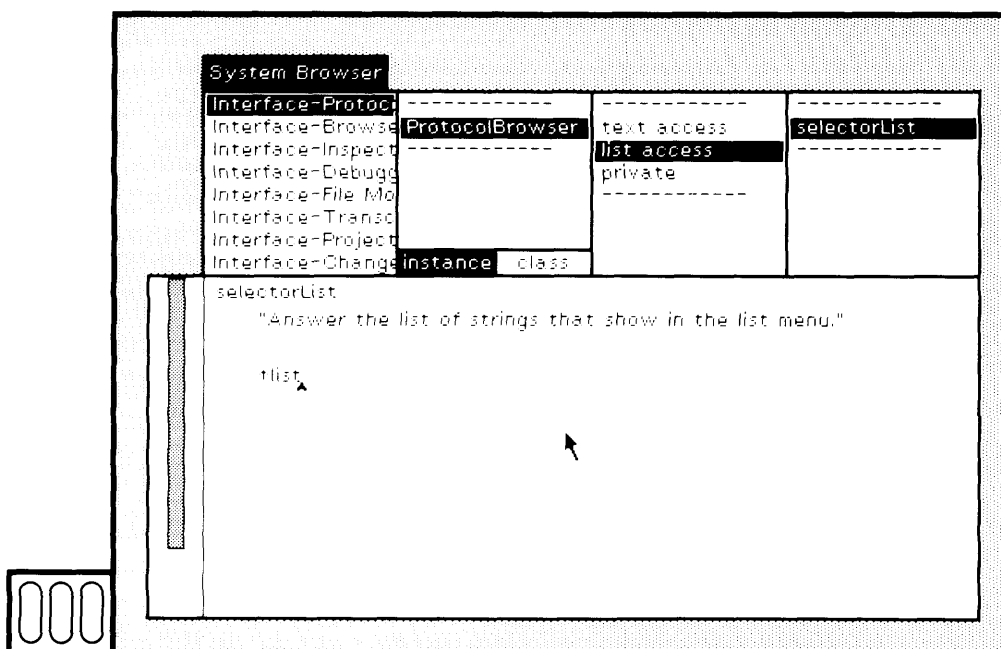 System Browser
Interface-Protoc
Interface-Browse
Interface-Inspect
Interface-Debugg
Interface-File Mo
Interface-Transc
Interface-Project
Interface-Change
-------------
ProtocolBrowser
-------------
instance class
-------------
text access
list access
private
-------------
-------------
selectorList
-------------
selectorList
"Answer the list of strings that show in the list menu."
↑list